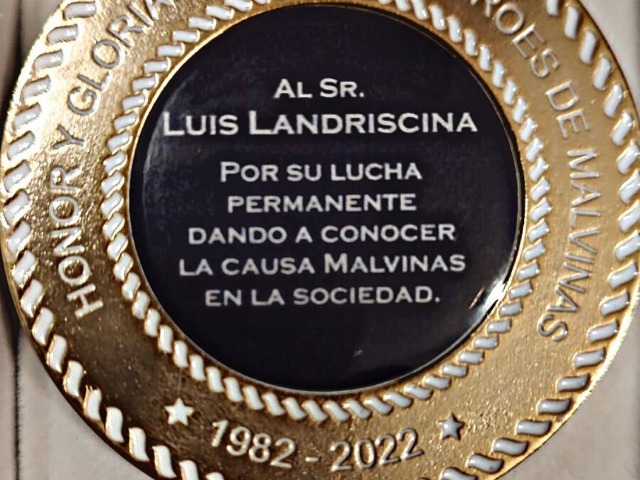 HONOR Y GLORIA
HÉROES DE MALVINAS
AL SR.
LUIS LANDRISCINA
POR SU LUCHA
PERMANENTE
DANDO A CONOCER
LA CAUSA MALVINAS
EN LA SOCIEDAD.
1982 - 2022